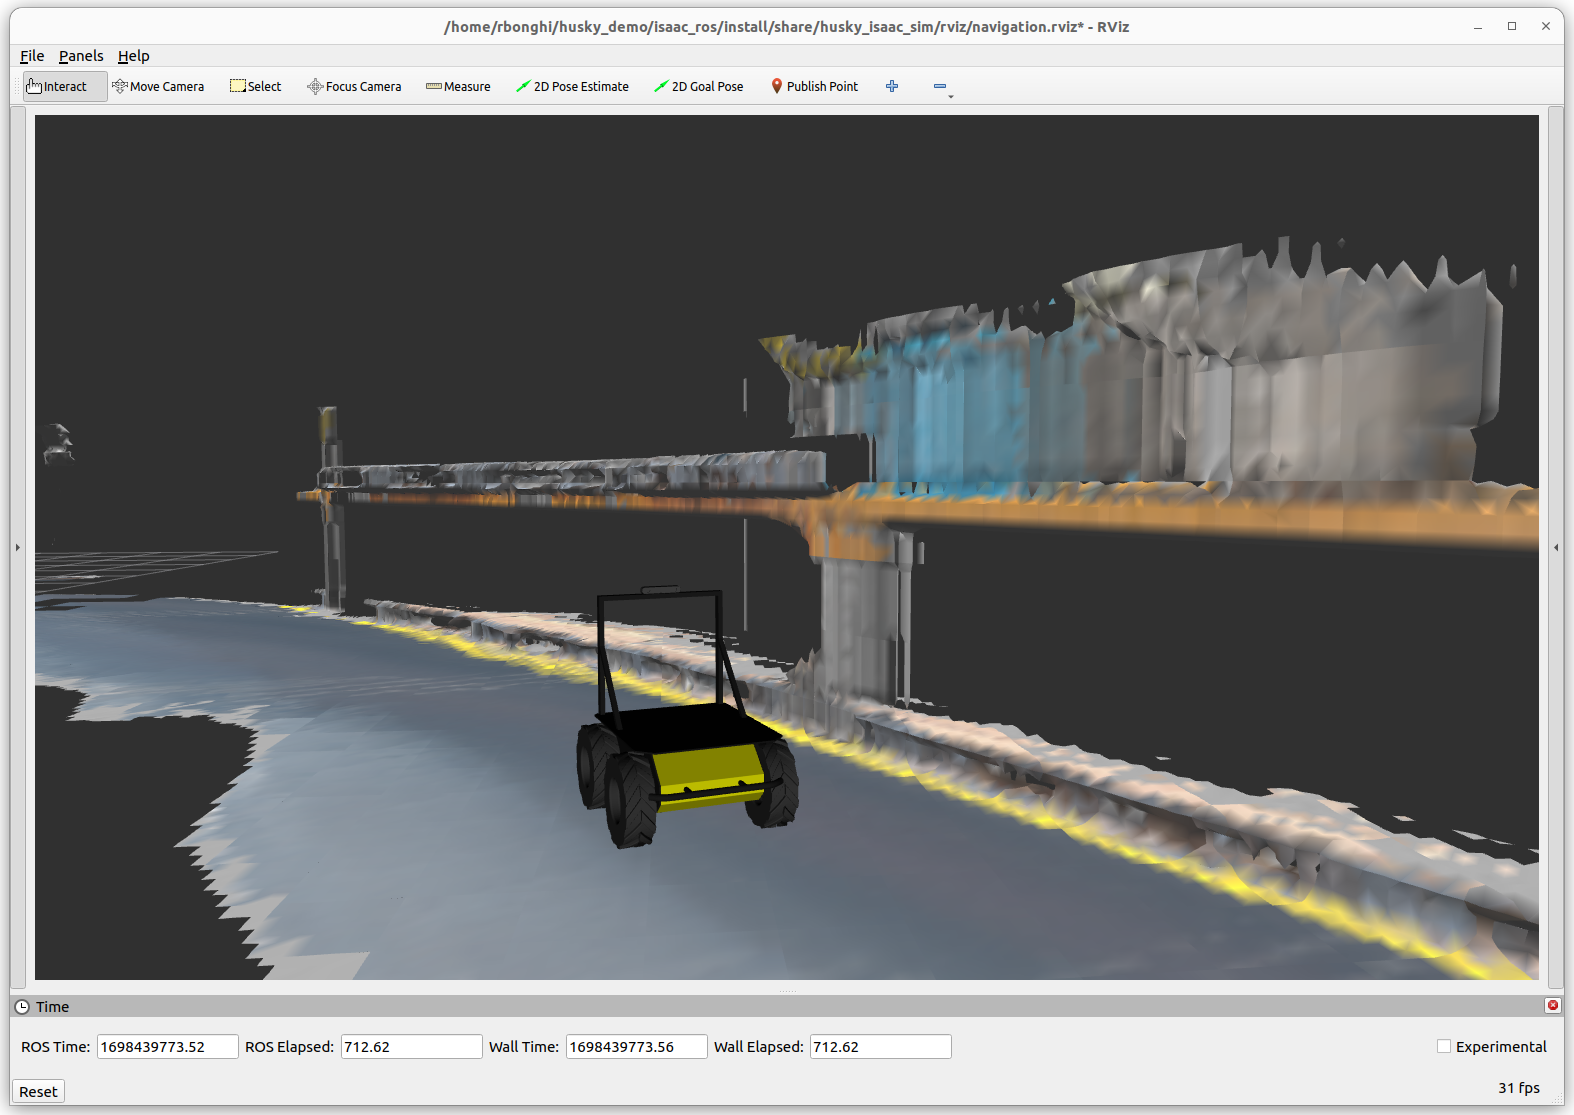 /home/rbonghi/husky_demo/isaac_ros/install/share/husky_isaac_sim/rviz/navigation.rviz* - RViz
File Panels Help
Interact Move Camera Select Focus Camera Measure 2D Pose Estimate 2D Goal Pose Publish Point
Time
ROS Time: 1698439773.52 ROS Elapsed: 712.62 Wall Time: 1698439773.56 Wall Elapsed: 712.62 Experimental
Reset 31 fps